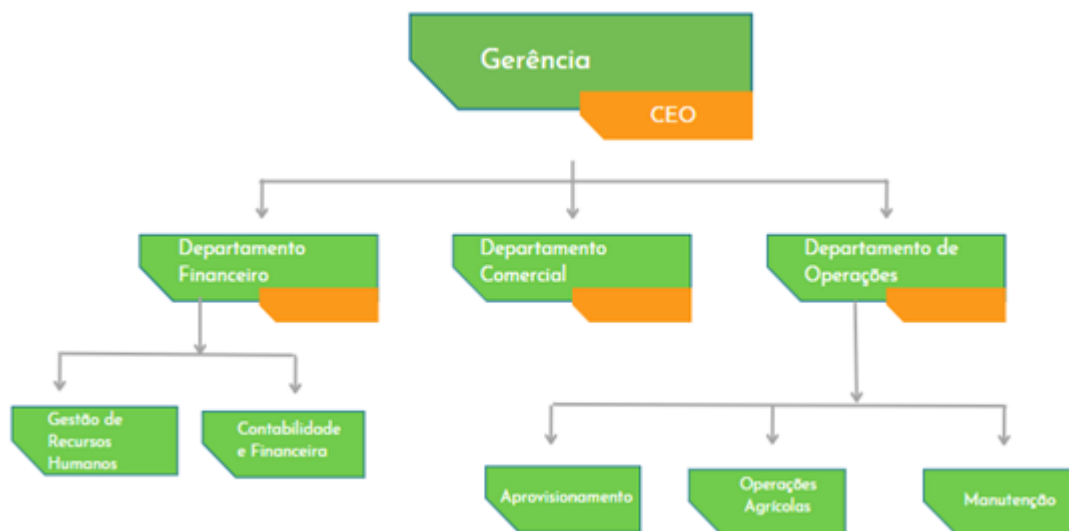 Gerência
CEO
Departamento
Financeiro
Departamento
Comercial
Departamento de
Operações
Gestão de
Recursos
Humanos
Contabilidade
e Financeira
Aprovisionamento
Operações
Agrícolas
Manutenção